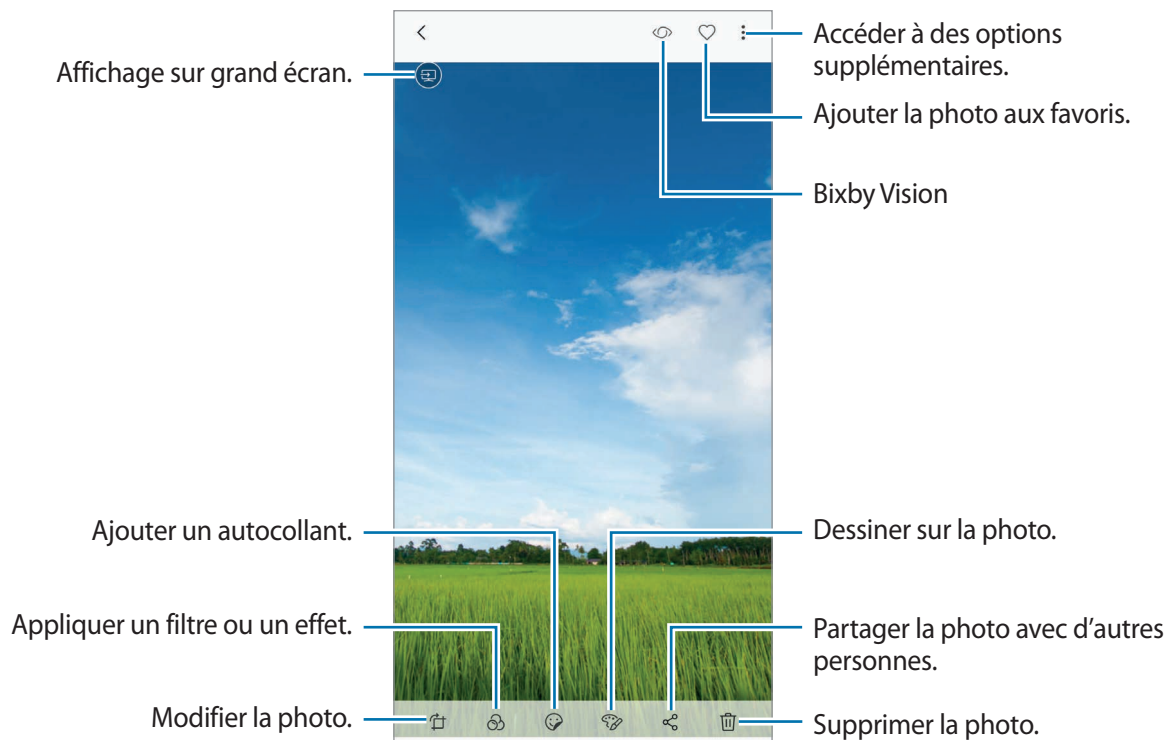 Affichage sur grand écran.
Accéder à des options
supplémentaires.
Ajouter la photo aux favoris.
Bixby Vision
Ajouter un autocollant.
Dessiner sur la photo.
Appliquer un filtre ou un effet.
Partager la photo avec d’autres
personnes.
Modifier la photo.
Supprimer la photo.